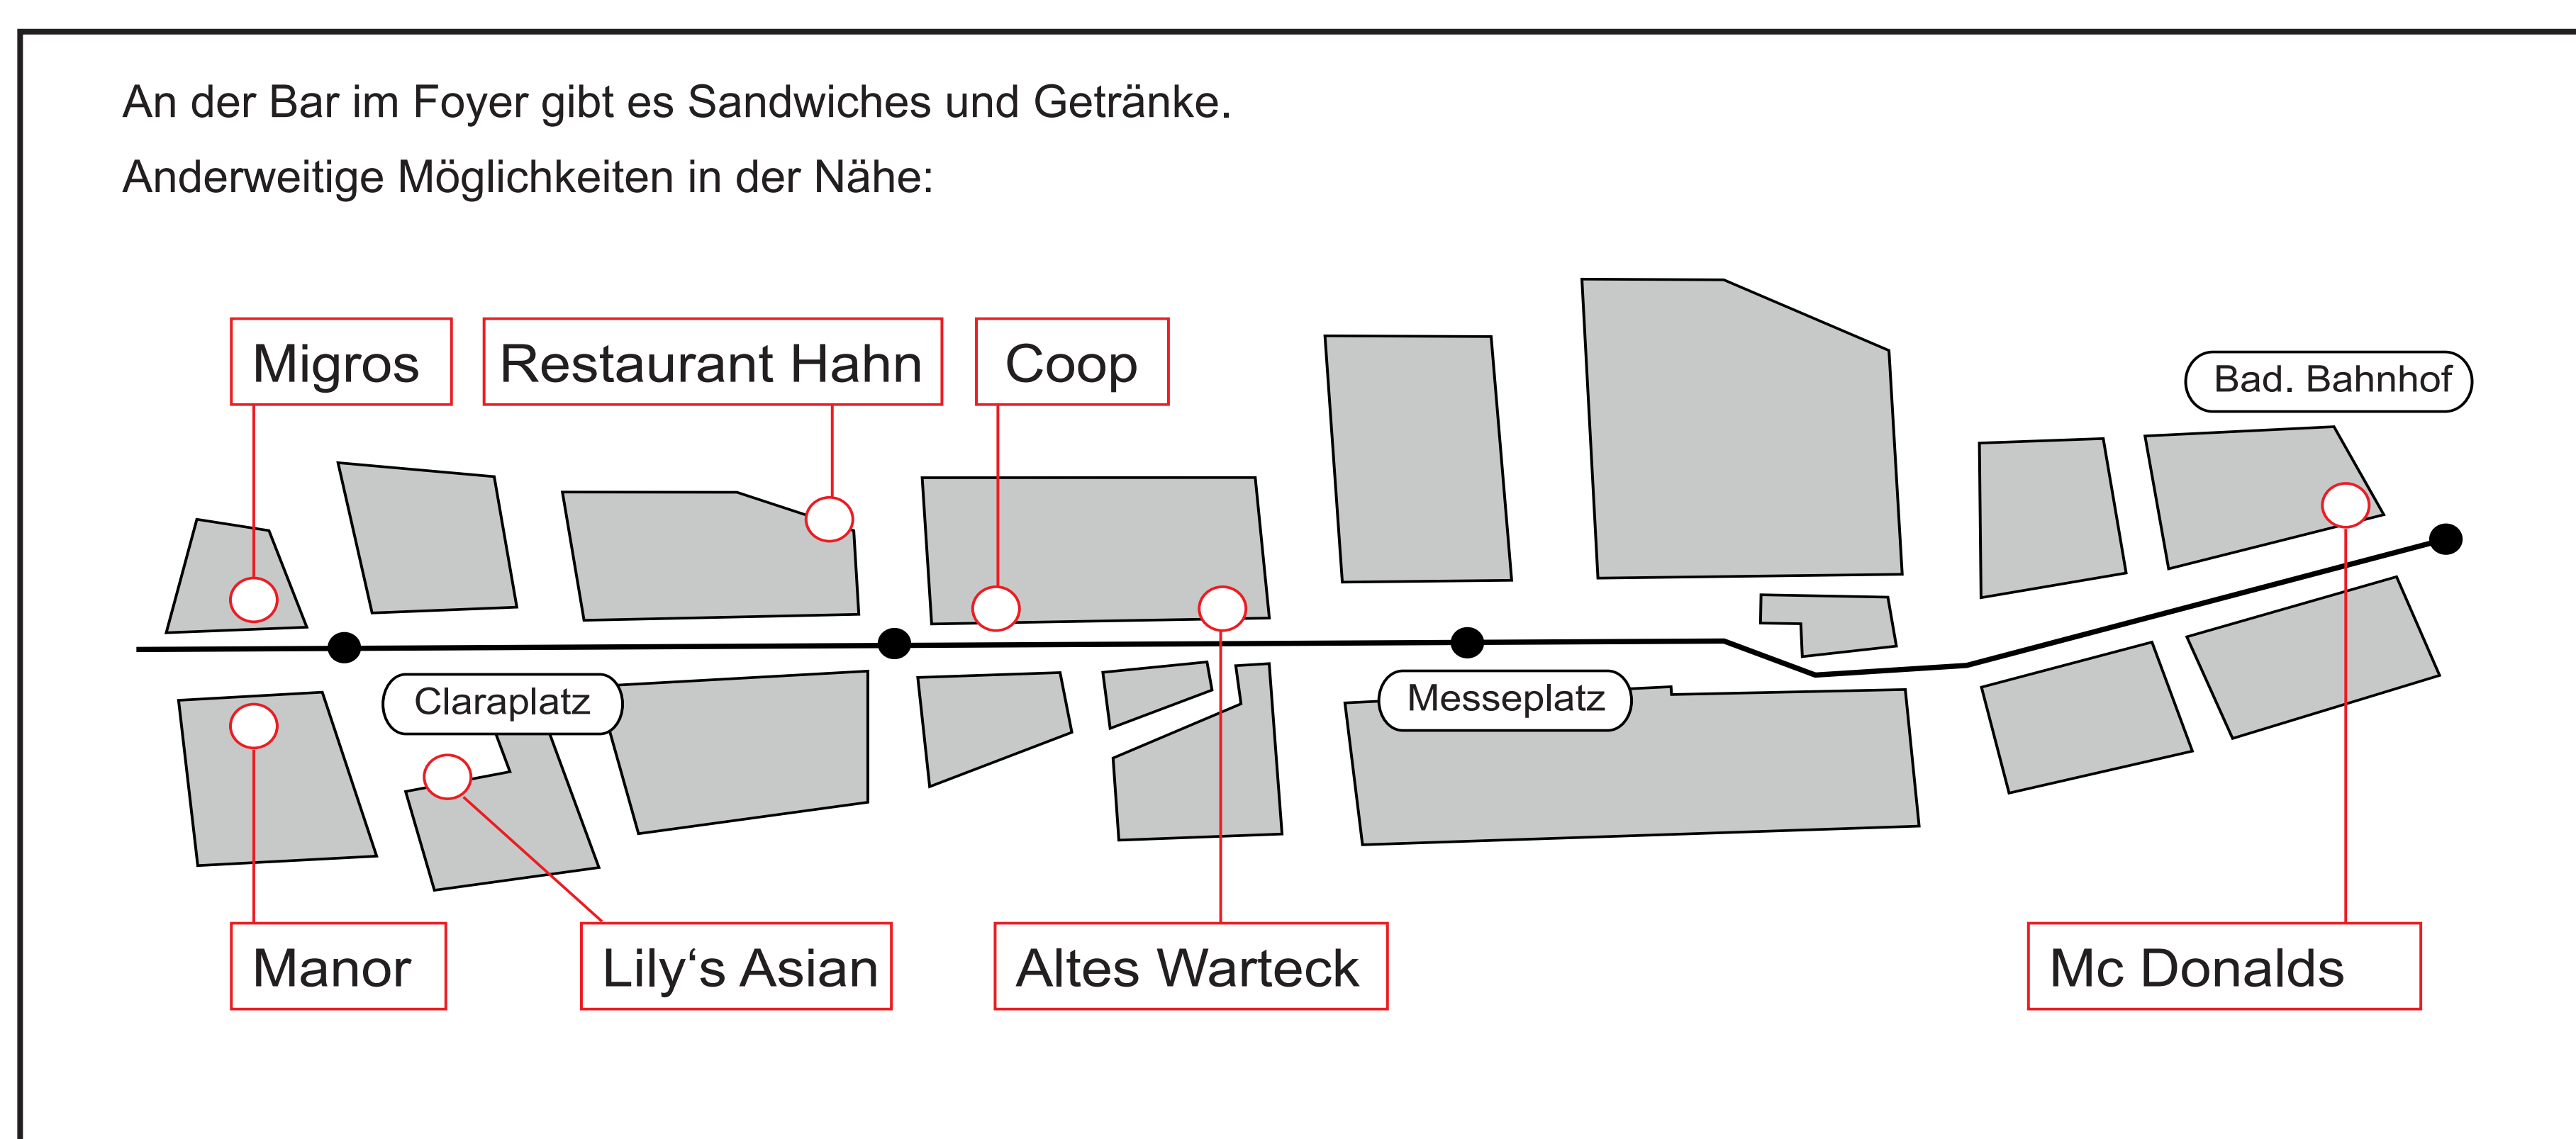 An der Bar im Foyer gibt es Sandwiches und Getränke.
Anderweitige Möglichkeiten in der Nähe:
Migros
Restaurant Hahn
Coop
Bad. Bahnhof
Claraplatz
Messeplatz
Manor
Lily‘s Asian
Altes Warteck
Mc Donalds